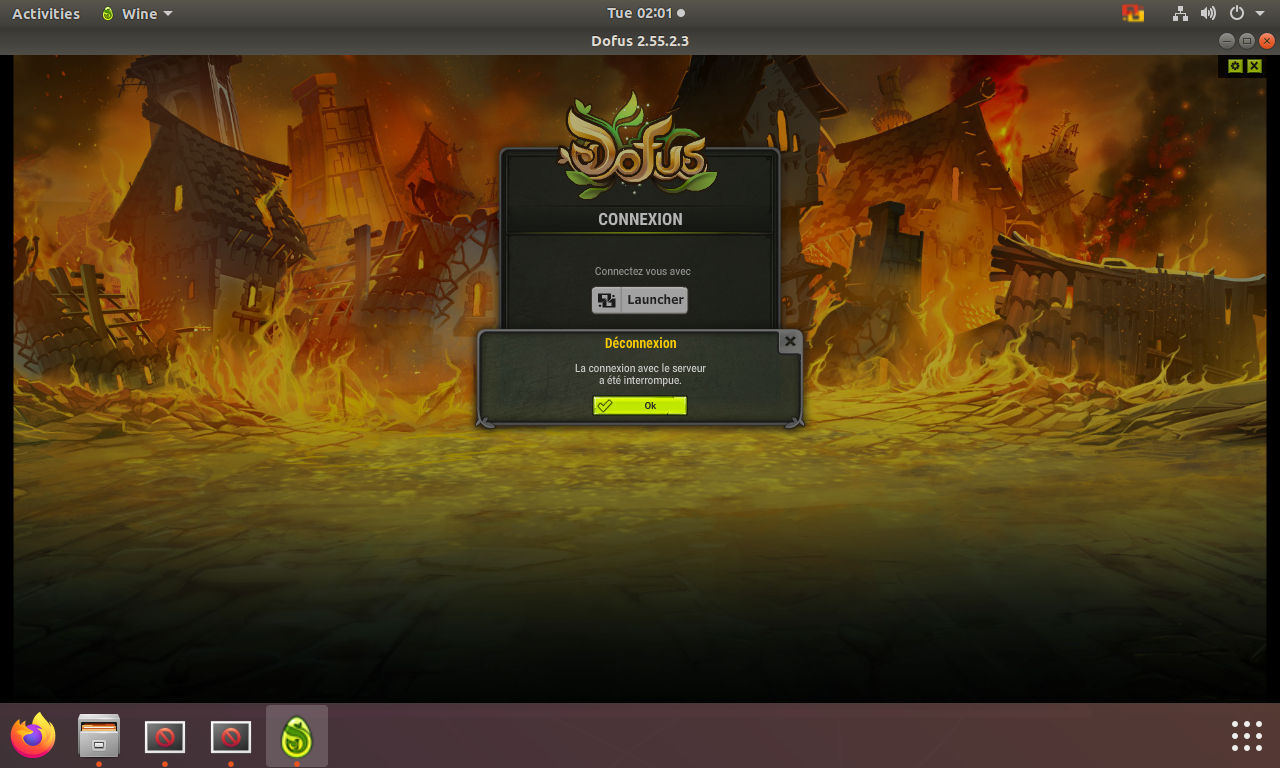 Activities
Wine
Tue 02:01
Dofus 2.55.2.3
Dofus
CONNEXION
Connectez vous avec
Launcher
Déconnexion
La connexion avec le serveur
a été interrompue.
Ok